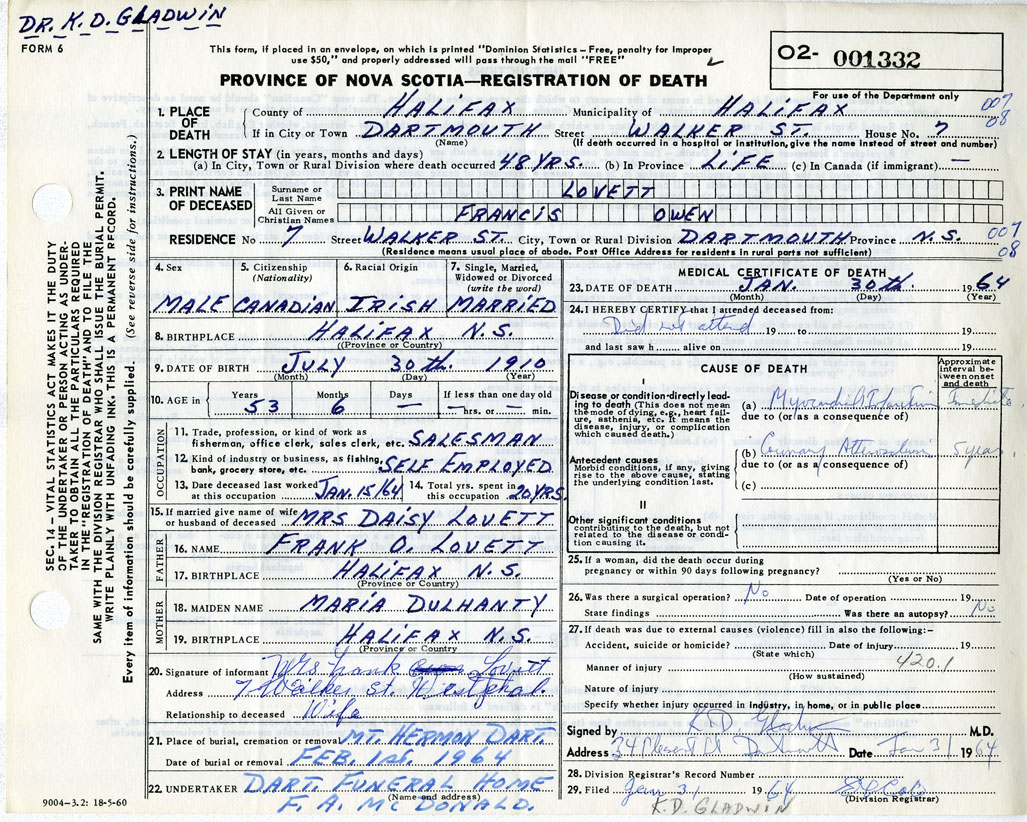 DR. K. D. GLADWIN
FORM 6
This form, if placed in an envelope, on which is printed "Dominion Statistics – Free, penalty for improper
use $50," and properly addressed will pass through the mail "FREE"
O2- 001332
PROVINCE OF NOVA SCOTIA—REGISTRATION OF DEATH
For use of the Department only
1. PLACE OF DEATH
County of HALIFAX Municipality of HALIFAX 007
If in City or Town DARTMOUTH Street WALKER ST. House No. 7 08
(Name) (If death occurred in a hospital or institution, give the name instead of street and number)
2. LENGTH OF STAY (in years, months and days)
(a) In City, Town or Rural Division where death occurred 48 YRS. (b) In Province LIFE (c) In Canada (if immigrant) —
3. PRINT NAME OF DECEASED
Surname or Last Name LOVETT
All Given or Christian Names FRANCIS OWEN
RESIDENCE No 7 Street WALKER ST. City, Town or Rural Division DARTMOUTH Province N.S. 007
(Residence means usual place of abode. Post Office Address for residents in rural parts not sufficient) 08
4. Sex MALE
5. Citizenship (Nationality) CANADIAN
6. Racial Origin IRISH
7. Single, Married, Widowed or Divorced (write the word) MARRIED
8. BIRTHPLACE HALIFAX N.S.
(Province or Country)
9. DATE OF BIRTH JULY 30th. 1910
(Month) (Day) (Year)
10. AGE in Years 53 Months 6 Days — If less than one day old — hrs. or — min.
OCCUPATION
11. Trade, profession, or kind of work as
fisherman, office clerk, sales clerk, etc. SALESMAN
12. Kind of industry or business, as fishing,
bank, grocery store, etc. SELF EMPLOYED
13. Date deceased last worked at this occupation JAN. 15/64
14. Total yrs. spent in this occupation 20 YRS.
15. If married give name of wife
or husband of deceased MRS DAISY LOVETT
FATHER
16. NAME FRANK O. LOVETT
17. BIRTHPLACE HALIFAX N.S.
(Province or Country)
MOTHER
18. MAIDEN NAME MARIA DULHANTY
19. BIRTHPLACE HALIFAX N.S.
(Province or Country
20. Signature of informant Mrs Frank Lovett
Address 7 Walker St. Westphal.
Relationship to deceased Wife
21. Place of burial, cremation or removal MT. HERMON DART.
Date of burial or removal FEB. 1st. 1964
22. UNDERTAKER DART. FUNERAL HOME
(Name and address)
F. A. MC DONALD.
9004-3.2: 18-5-60
MEDICAL CERTIFICATE OF DEATH
23. DATE OF DEATH JAN. 30th. 1964
(Month) (Day) (Year)
24. I HEREBY CERTIFY that I attended deceased from:
Did not attend 19 to 19
and last saw h alive on 19
CAUSE OF DEATH
Approximate interval between onset and death
I
Disease or condition directly leading to death (This does not mean
the mode of dying, e.g., heart failure, asthenia, etc. It means the
disease, injury, or complication
which caused death.)
(a) Myocardial Infarction
due to (or as a consequence of)
Antecedent causes
Morbid conditions, if any, giving
rise to the above cause, stating
the underlying condition last.
(b) Coronary 5 years.
due to (or as a consequence of)
(c)
II
Other significant conditions
contributing to the death, but not
related to the disease or condition causing it.
25. If a woman, did the death occur during
pregnancy or within 90 days following pregnancy?
(Yes or No)
26. Was there a surgical operation? No Date of operation 19
State findings Was there an autopsy? No
27. If death was due to external causes (violence) fill in also the following:–
Accident, suicide or homicide? Date of injury 19
(State which) 420.1
Manner of injury
(How sustained)
Nature of injury
Specify whether injury occurred in industry, in home, or in public place
Signed by K.D. Gladwin M.D.
Address 34 Pleasant St Dartmouth Date Jan 31 1964
28. Division Registrar's Record Number
29. Filed Jan 31 1964
(Division Registrar)
K.D. GLADWIN
SEC. 14 – VITAL STATISTICS ACT MAKES IT THE DUTY
OF THE UNDERTAKER OR PERSON ACTING AS UNDERTAKER TO OBTAIN ALL THE PARTICULARS REQUIRED
IN THE "REGISTRATION OF DEATH" AND TO FILE THE
SAME WITH THE DIVISION REGISTRAR WHO SHALL ISSUE THE BURIAL PERMIT.
WRITE PLAINLY WITH UNFADING INK. THIS IS A PERMANENT RECORD.
Every item of information should be carefully supplied. (See reverse side for instructions.)